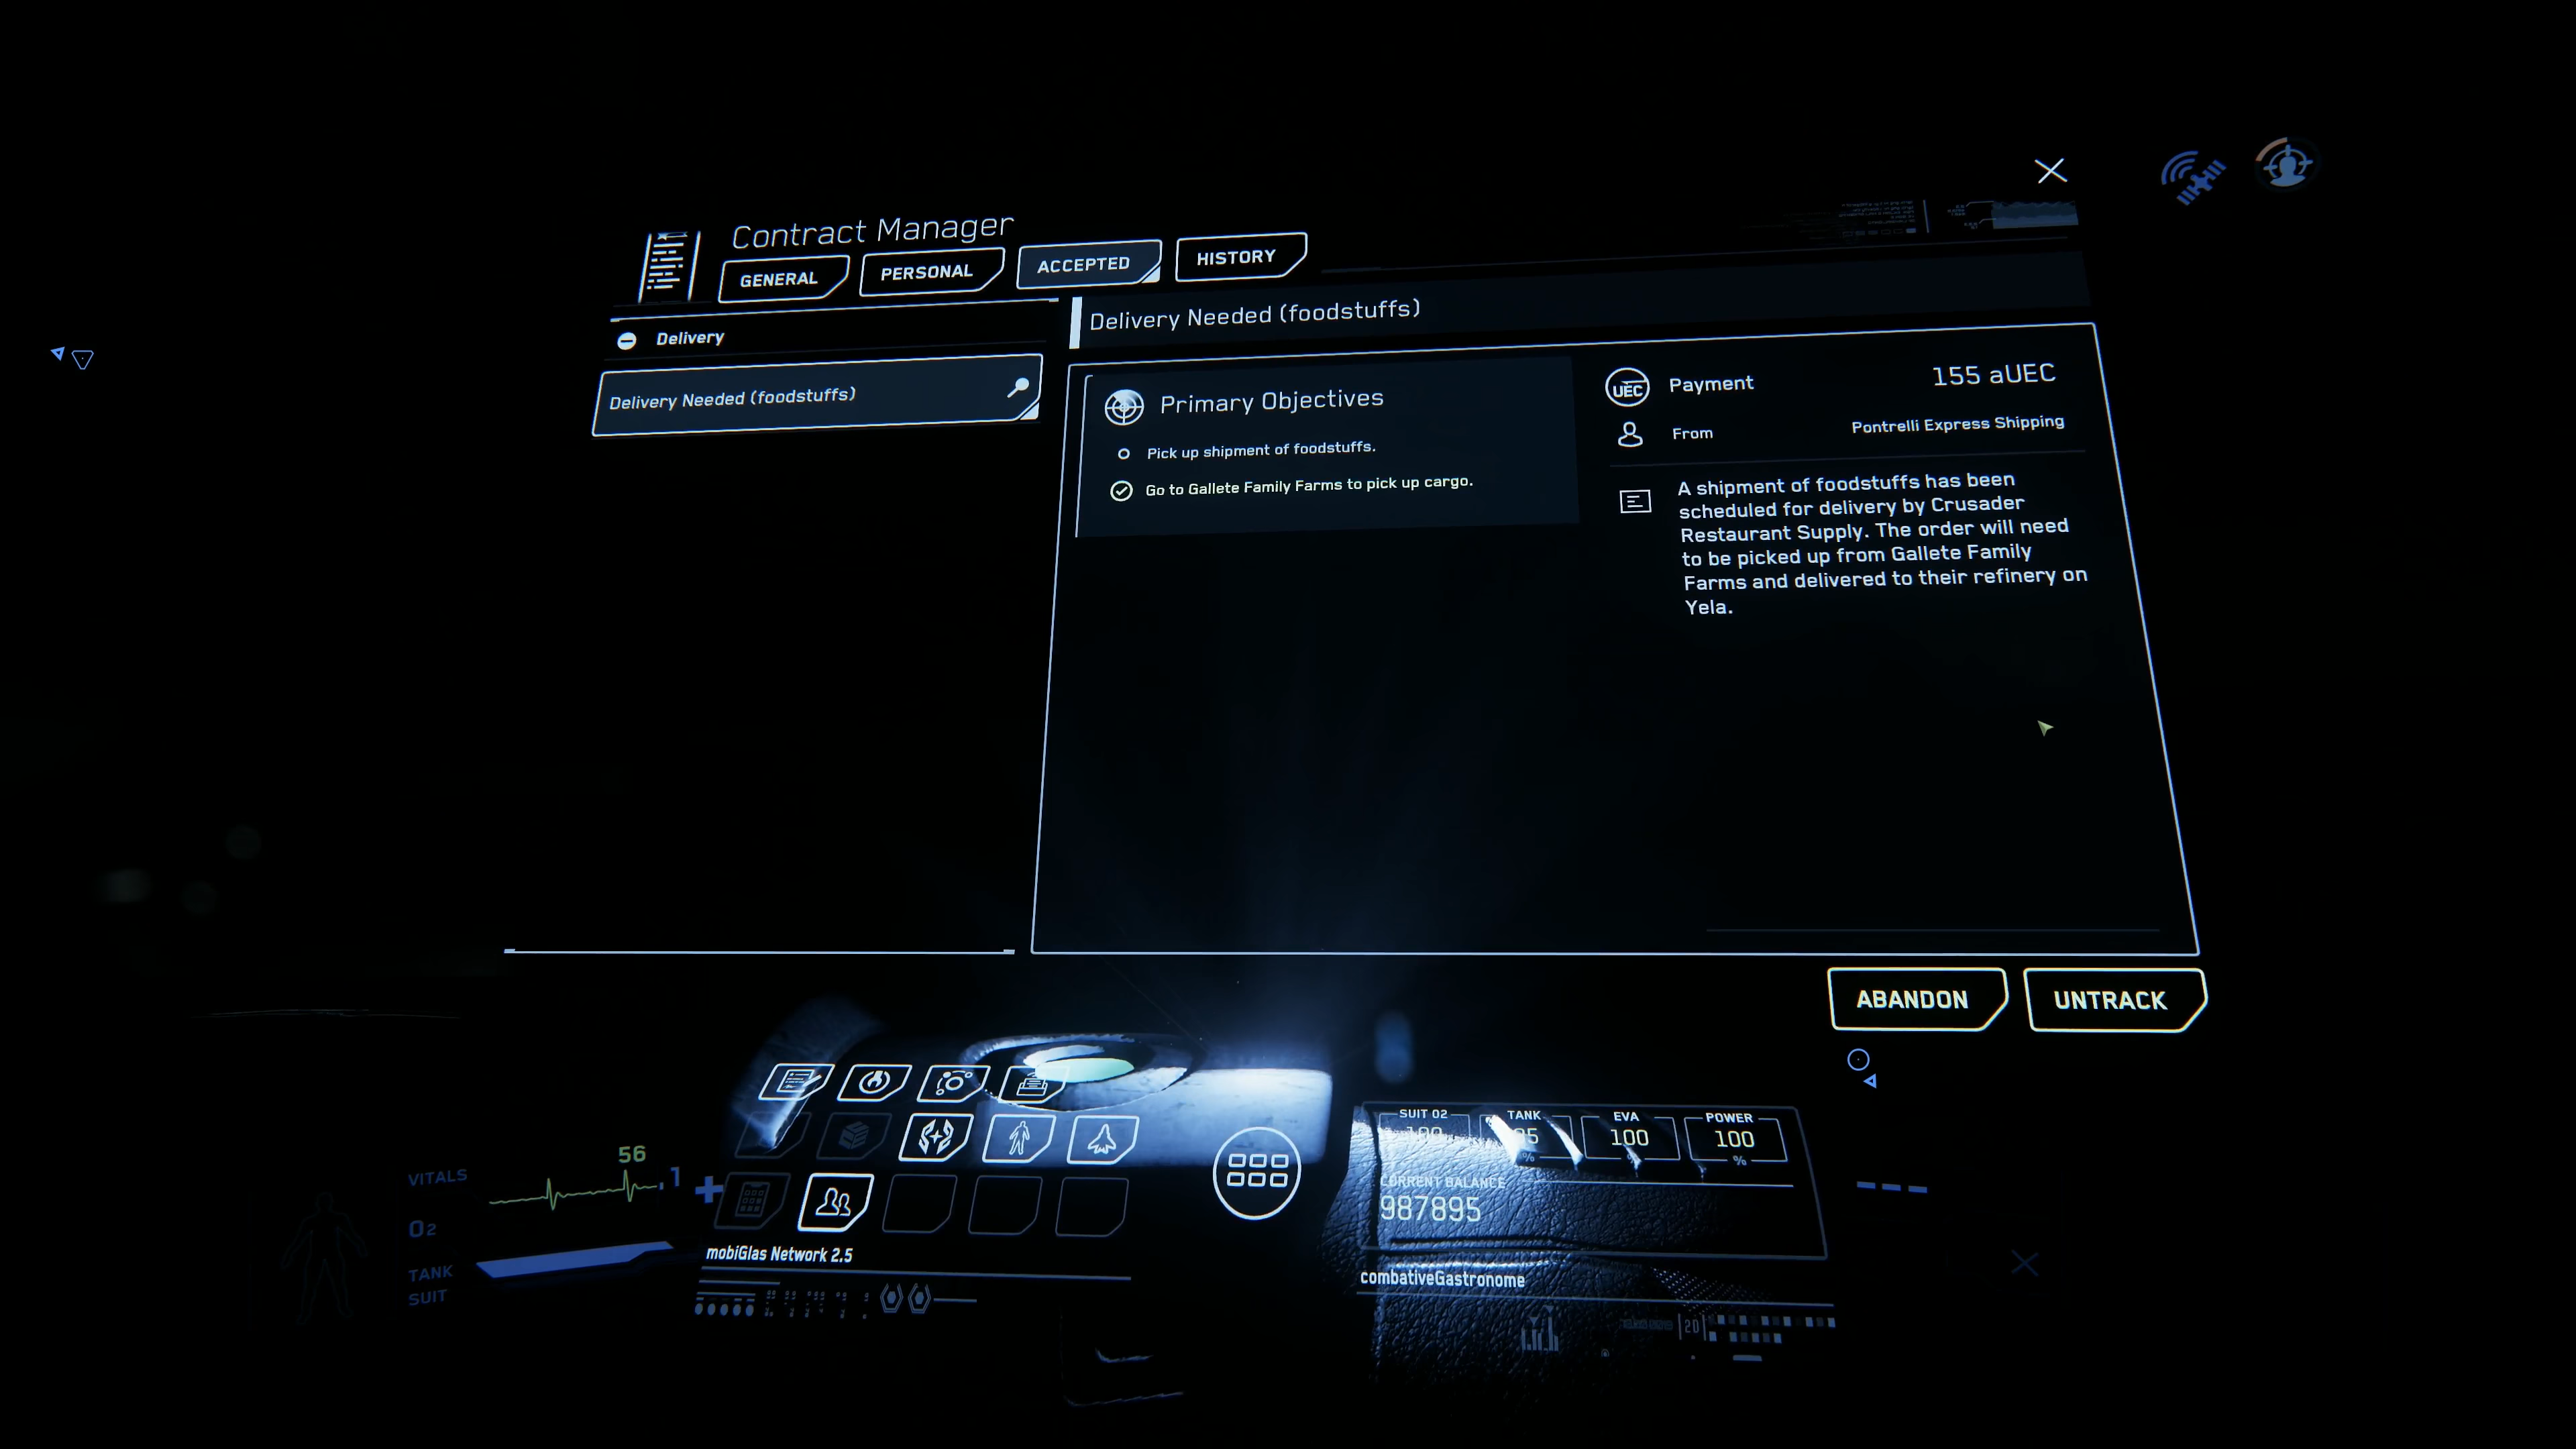 Contract Manager
GENERAL
PERSONAL
ACCEPTED
HISTORY
Delivery
Delivery Needed (foodstuffs)
Delivery Needed (foodstuffs)
Primary Objectives
Pick up shipment of foodstuffs.
Go to Gallete Family Farms to pick up cargo.
UEC
Payment
155 aUEC
From
Pontrelli Express Shipping
A shipment of foodstuffs has been
scheduled for delivery by Crusader
Restaurant Supply. The order will need
to be picked up from Gallete Family
Farms and delivered to their refinery on
Yela.
ABANDON
UNTRACK
VITALS
56
.1
O2
TANK
SUIT
mobiGlas Network 2.5
SUIT O2
100
TANK
%
EVA
100
%
POWER
100
%
CURRENT BALANCE
987895
combativeGastronome
20